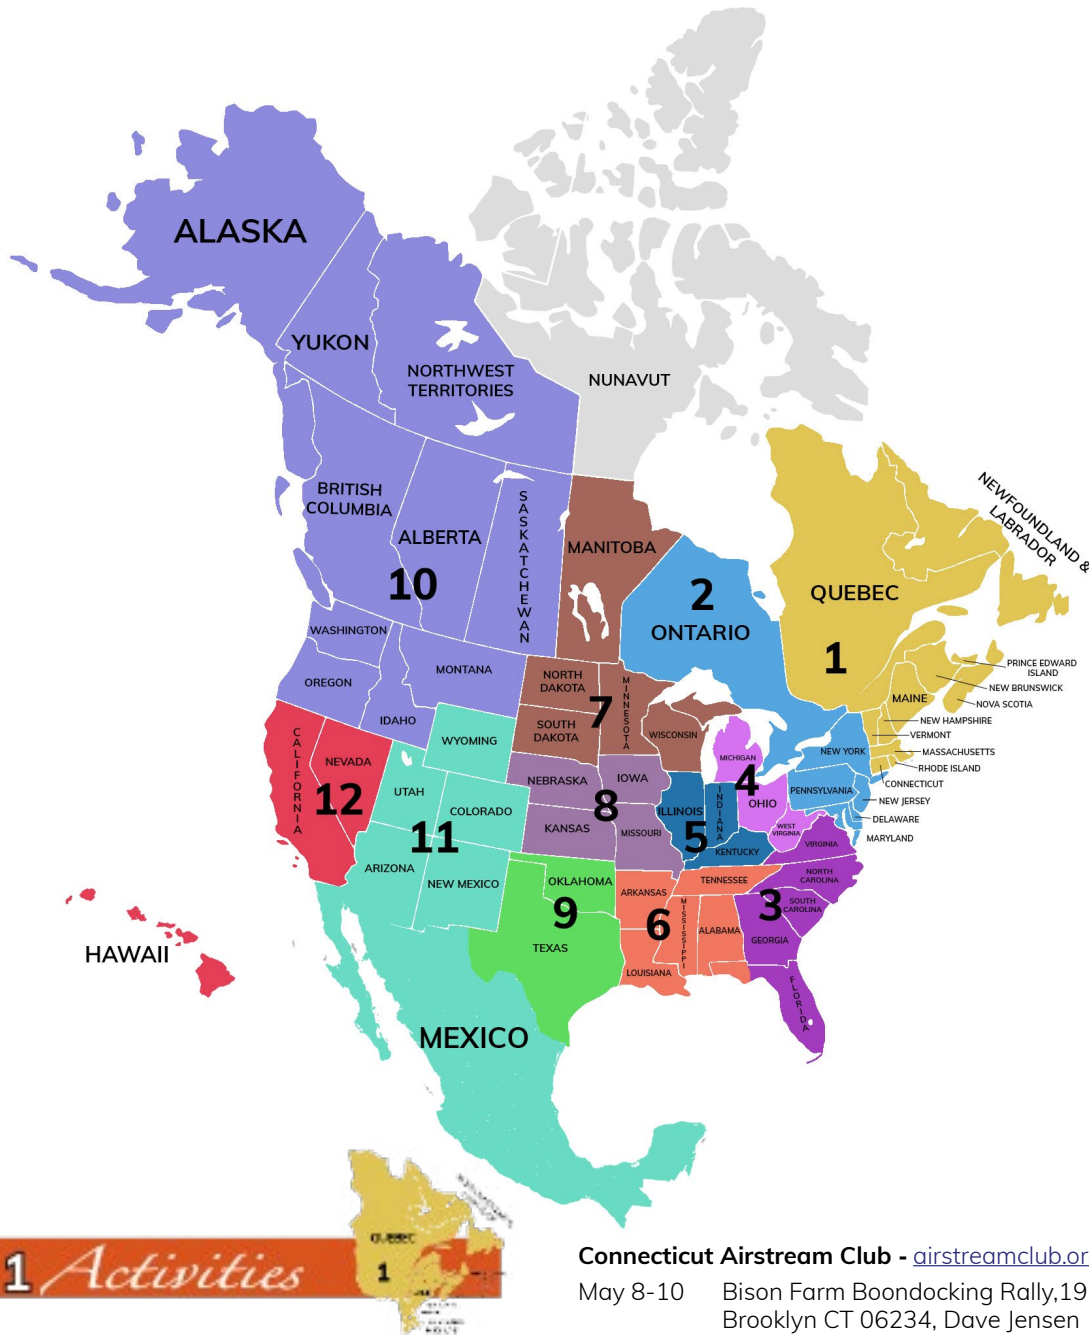 ALASKA
YUKON
NORTHWEST
TERRITORIES
NUNAVUT
BRITISH
COLUMBIA
ALBERTA
SASKATCHEWAN
10
MANITOBA
2
ONTARIO
QUEBEC
1
NEWFOUNDLAND &
LABRADOR
PRINCE EDWARD
ISLAND
NEW BRUNSWICK
NOVA SCOTIA
MAINE
NEW HAMPSHIRE
VERMONT
MASSACHUSETTS
RHODE ISLAND
CONNECTICUT
NEW YORK
PENNSYLVANIA
NEW JERSEY
DELAWARE
MARYLAND
WASHINGTON
OREGON
MONTANA
IDAHO
NORTH
DAKOTA
SOUTH
DAKOTA
7
MINNESOTA
WISCONSIN
MICHIGAN
4
OHIO
WEST
VIRGINIA
VIRGINIA
CALIFORNIA
NEVADA
12
WYOMING
UTAH
COLORADO
11
ARIZONA
NEW MEXICO
NEBRASKA
IOWA
8
KANSAS
MISSOURI
ILLINOIS
INDIANA
5
KENTUCKY
TENNESSEE
NORTH
CAROLINA
SOUTH
CAROLINA
3
GEORGIA
FLORIDA
OKLAHOMA
9
TEXAS
ARKANSAS
6
MISSISSIPPI
ALABAMA
LOUISIANA
HAWAII
MEXICO
1 Activities
QUEBEC
1
Connecticut Airstream Club - airstreamclub.or
May 8-10 Bison Farm Boondocking Rally,19
Brooklyn CT 06234, Dave Jensen